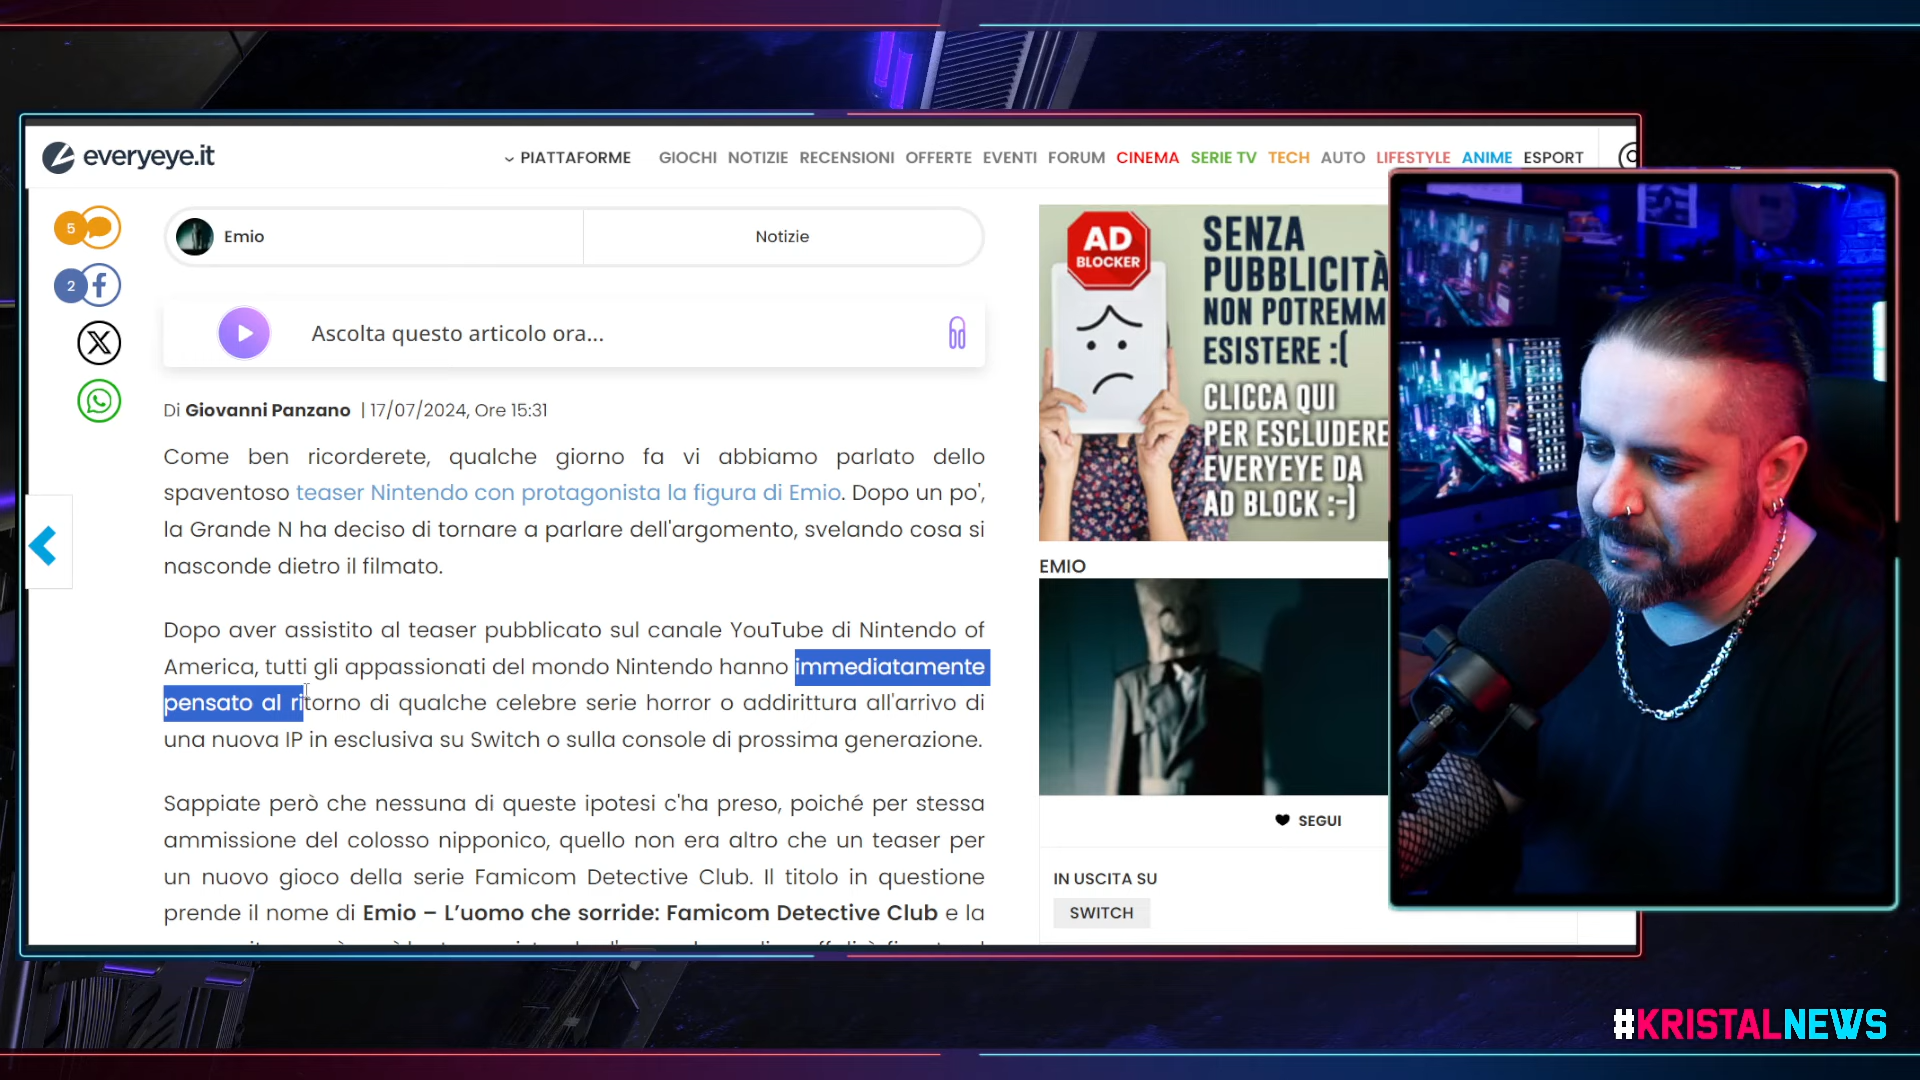 everyeye.it
PIATTAFORME GIOCHI NOTIZIE RECENSIONI OFFERTE EVENTI FORUM CINEMA SERIE TV TECH AUTO LIFESTYLE ANIME ESPORT
5
2
Emio
Notizie
Ascolta questo articolo ora...
Di Giovanni Panzano | 17/07/2024, Ore 15:31
Come ben ricorderete, qualche giorno fa vi abbiamo parlato dello
spaventoso teaser Nintendo con protagonista la figura di Emio. Dopo un po',
la Grande N ha deciso di tornare a parlare dell'argomento, svelando cosa si
nasconde dietro il filmato.
Dopo aver assistito al teaser pubblicato sul canale YouTube di Nintendo of
America, tutti gli appassionati del mondo Nintendo hanno immediatamente
pensato al ritorno di qualche celebre serie horror o addirittura all'arrivo di
una nuova IP in esclusiva su Switch o sulla console di prossima generazione.
Sappiate però che nessuna di queste ipotesi c'ha preso, poiché per stessa
ammissione del colosso nipponico, quello non era altro che un teaser per
un nuovo gioco della serie Famicom Detective Club. Il titolo in questione
prende il nome di Emio – L'uomo che sorride: Famicom Detective Club e la
AD
BLOCKER
SENZA
PUBBLICITÀ
NON POTREMM
ESISTERE :(
CLICCA QUI
PER ESCLUDERE
EVERYEYE DA
AD BLOCK :-)
EMIO
SEGUI
IN USCITA SU
SWITCH
#KRISTALNEWS